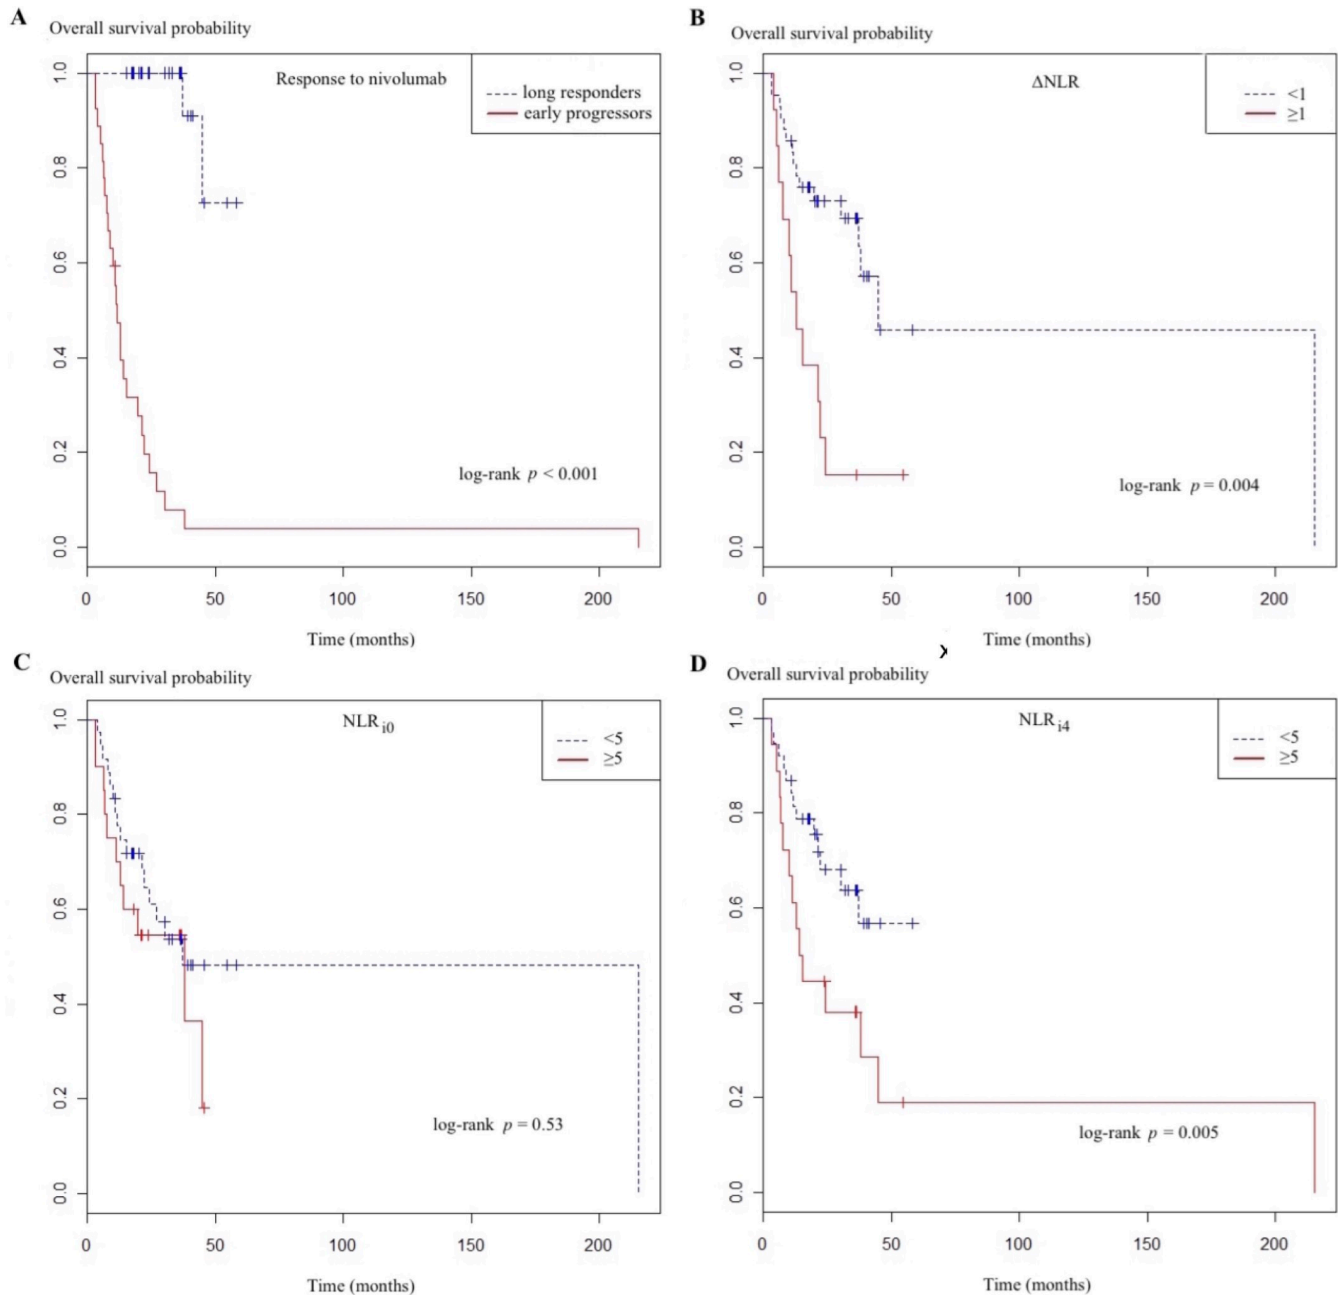 A
Overall survival probability
Response to nivolumab
long responders
early progressors
1.0
0.8
0.6
0.4
0.2
0.0
log-rank p < 0.001
0 50 100 150 200
Time (months)
B
Overall survival probability
ΔNLR
<1
≥1
1.0
0.8
0.6
0.4
0.2
0.0
log-rank p = 0.004
0 50 100 150 200
Time (months)
x
C
Overall survival probability
NLR i0
<5
≥5
1.0
0.8
0.6
0.4
0.2
0.0
log-rank p = 0.53
0 50 100 150 200
Time (months)
D
Overall survival probability
NLR i4
<5
≥5
1.0
0.8
0.6
0.4
0.2
0.0
log-rank p = 0.005
0 50 100 150 200
Time (months)